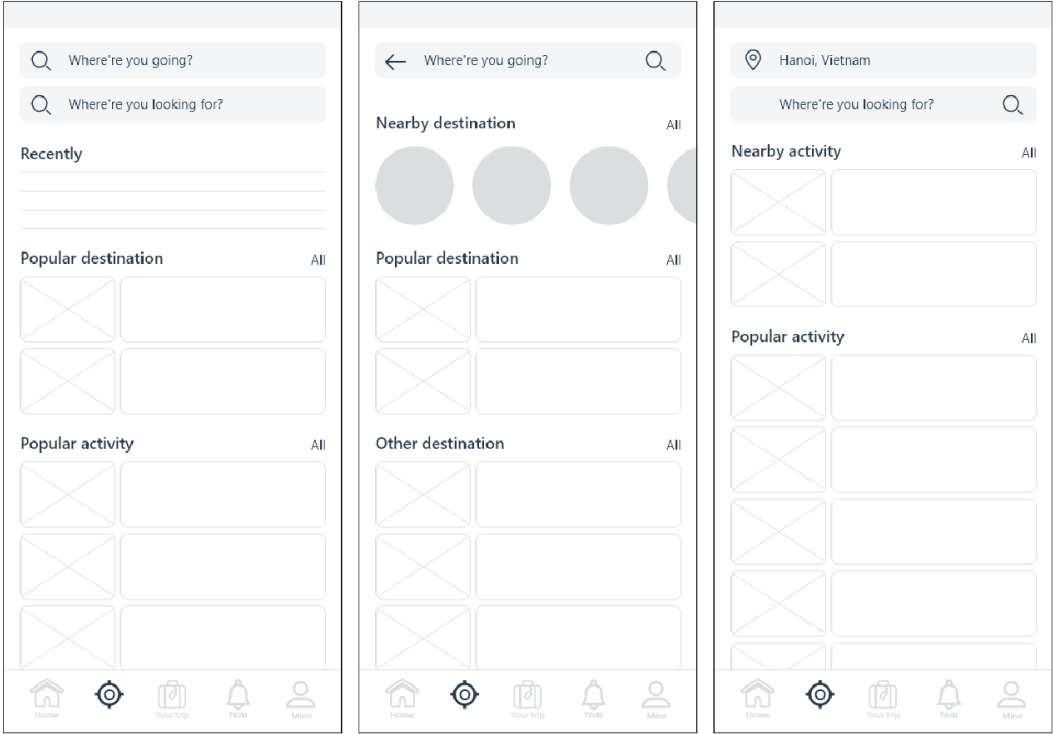 Where're you going?
Where're you looking for?
Recently
Popular destination All
Popular activity All
Home Your trip Noti Mine
Where're you going?
Nearby destination All
Popular destination All
Other destination All
Home Your trip Noti Mine
Hanoi, Vietnam
Where're you looking for?
Nearby activity All
Popular activity All
Home Your trip Noti Mine